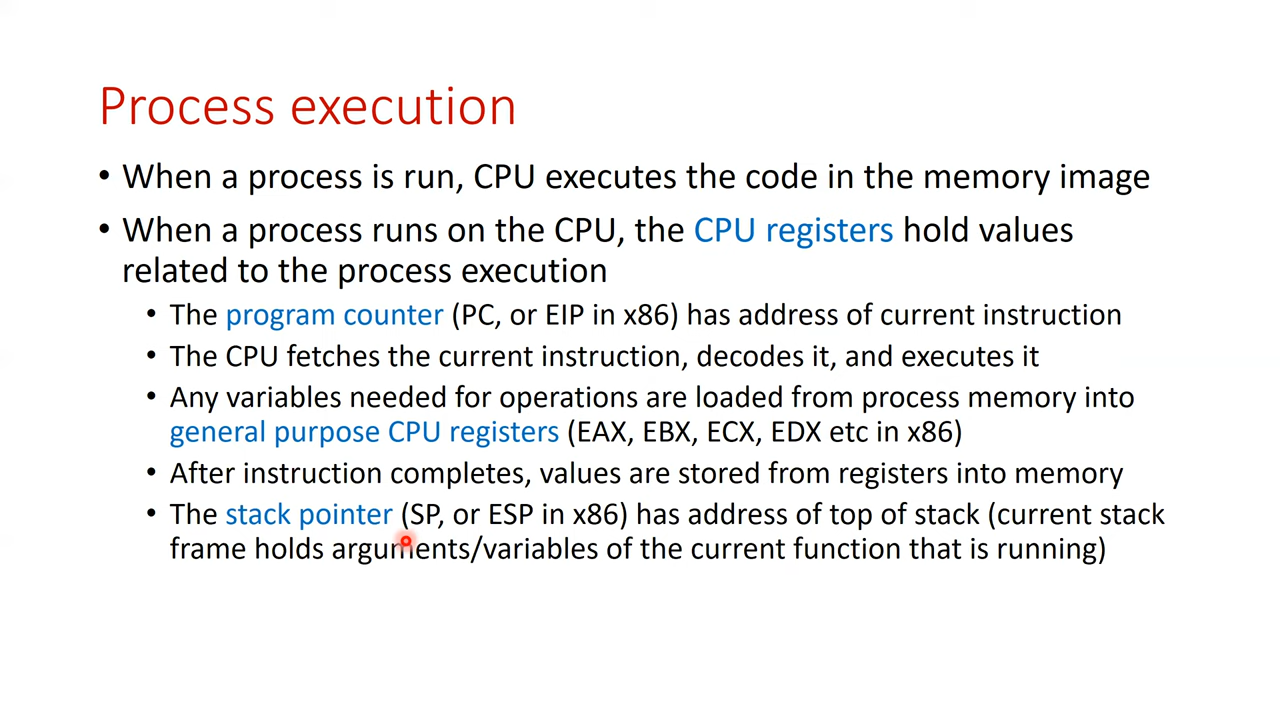 Process execution
• When a process is run, CPU executes the code in the memory image
• When a process runs on the CPU, the CPU registers hold values
related to the process execution
• The program counter (PC, or EIP in x86) has address of current instruction
• The CPU fetches the current instruction, decodes it, and executes it
• Any variables needed for operations are loaded from process memory into
general purpose CPU registers (EAX, EBX, ECX, EDX etc in x86)
• After instruction completes, values are stored from registers into memory
• The stack pointer (SP, or ESP in x86) has address of top of stack (current stack
frame holds arguments/variables of the current function that is running)